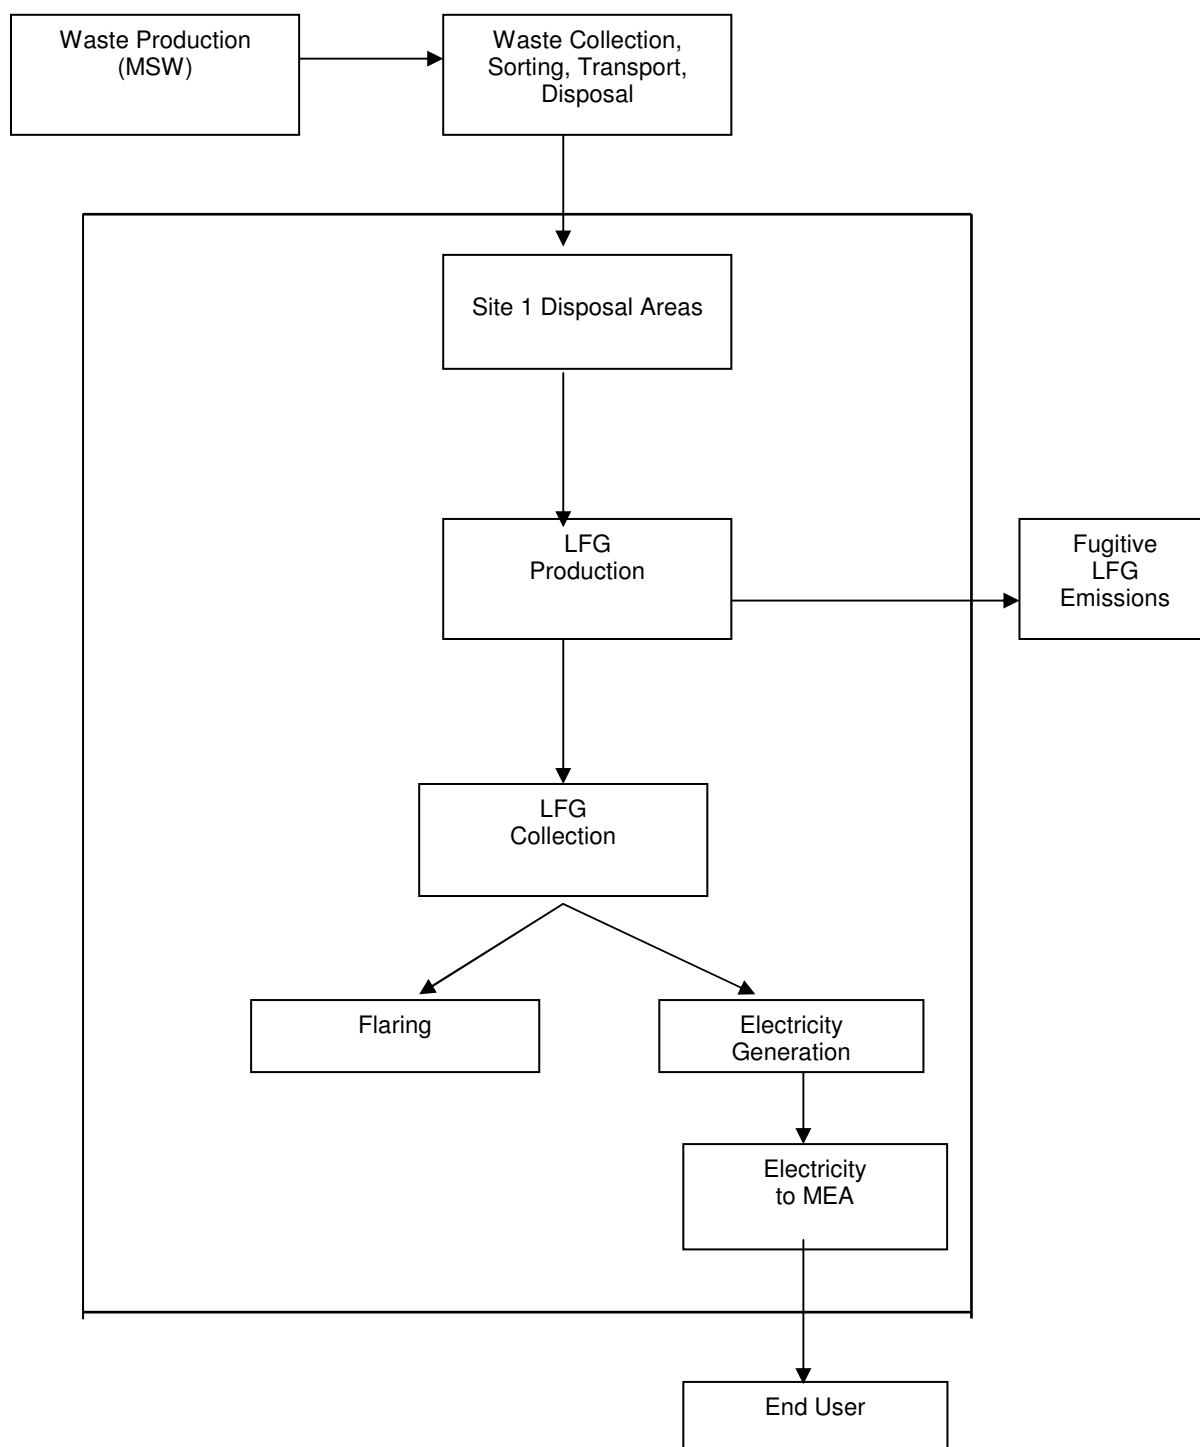 Waste Production
(MSW)
Waste Collection,
Sorting, Transport,
Disposal
Site 1 Disposal Areas
LFG
Production
Fugitive
LFG
Emissions
LFG
Collection
Flaring
Electricity
Generation
Electricity
to MEA
End User